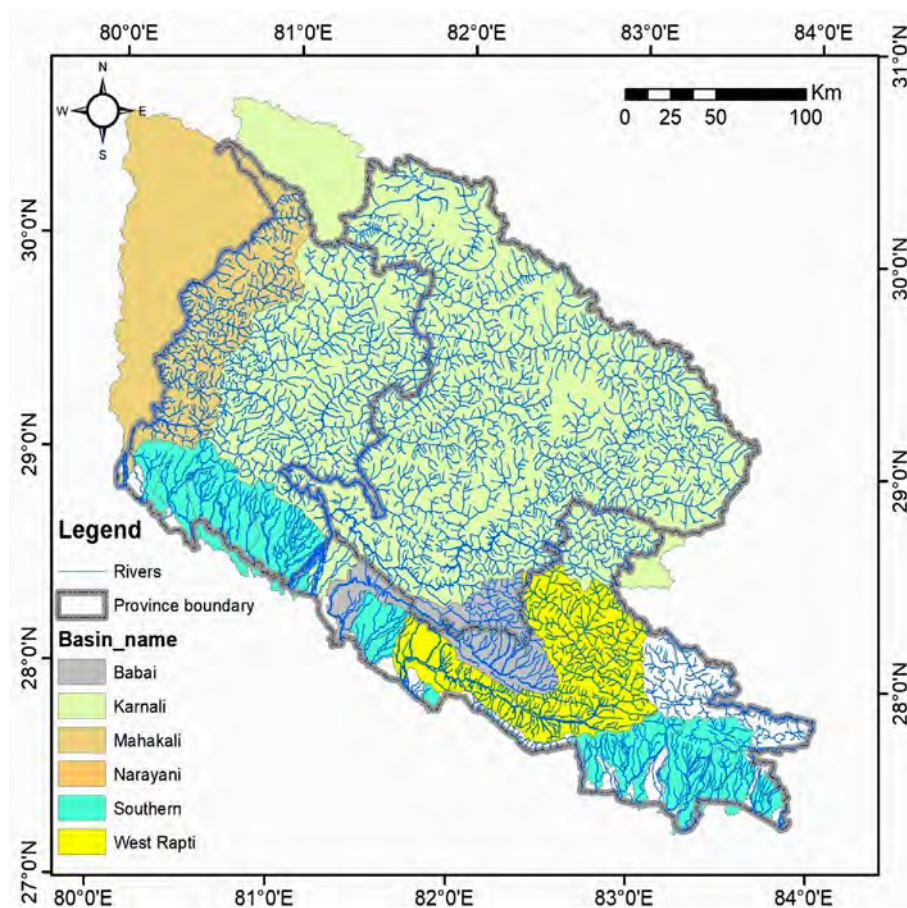 80°0'E 81°0'E 82°0'E 83°0'E 84°0'E
31°0'N
N
W E
S
Km
0 25 50 100
30°0'N
30°0'N
29°0'N
29°0'N
28°0'N
28°0'N
27°0'N
Legend
Rivers
Province boundary
Basin_name
Babai
Karnali
Mahakali
Narayani
Southern
West Rapti
80°0'E 81°0'E 82°0'E 83°0'E 84°0'E